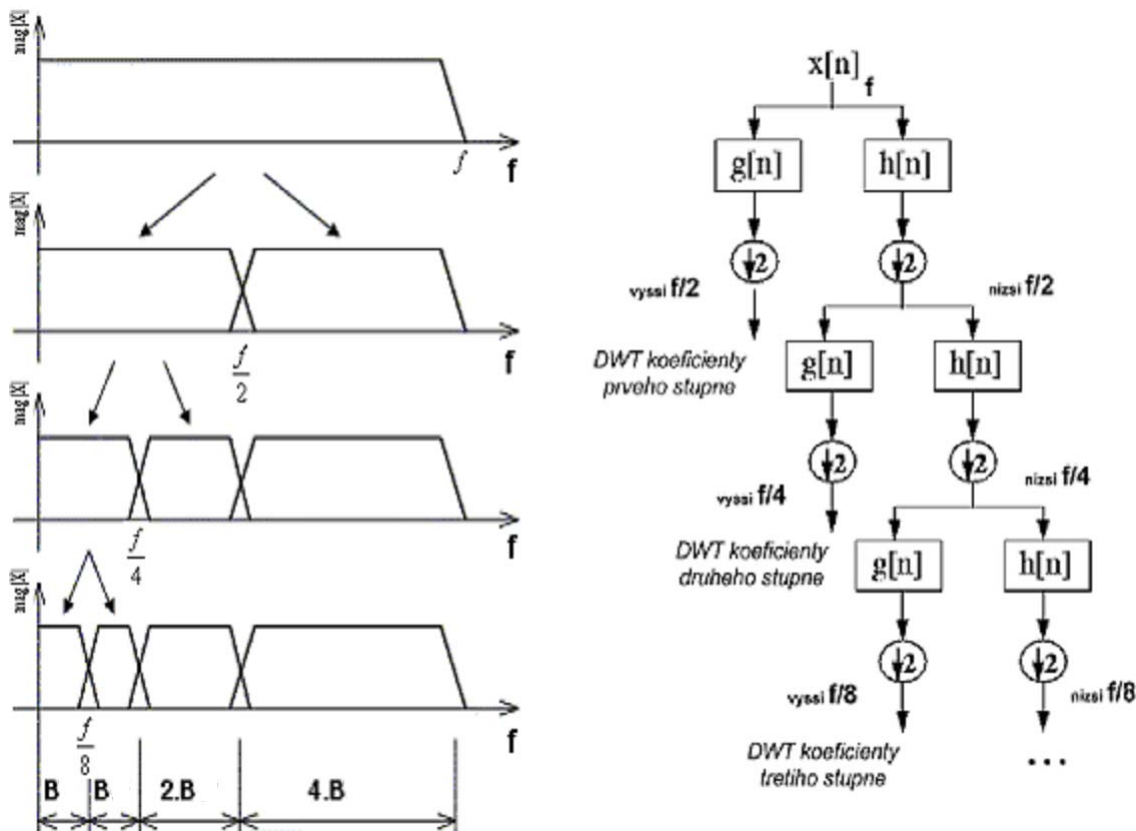 mag[X]
f
f
mag[X]
f/2
f
mag[X]
f/4
f
mag[X]
f/8
f
B B 2.B 4.B
x[n]
f
g[n] h[n]
↓2 ↓2
vyssi f/2 nizsi f/2
DWT koeficienty
prveho stupne
g[n] h[n]
↓2 ↓2
vyssi f/4 nizsi f/4
DWT koeficienty
druheho stupne
g[n] h[n]
↓2 ↓2
vyssi f/8 nizsi f/8
DWT koeficienty
tretiho stupne
...